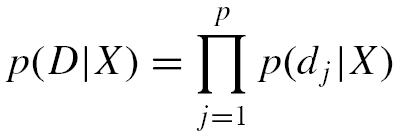 p(D|X) = ∏_{j=1}^{p} p(d_j|X)